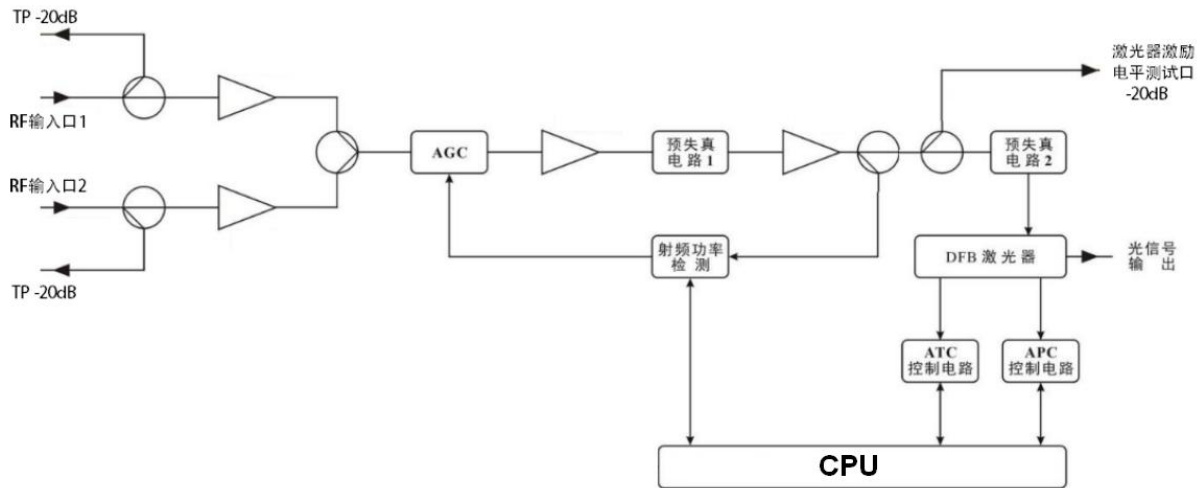 TP -20dB
RF输入口1
RF输入口2
TP -20dB
AGC
预失真
电路 1
射频功率
检 测
激光器激励
电平测试口
-20dB
预失真
电路 2
DFB 激 光 器
光信号
输 出
ATC
控制电路
APC
控制电路
CPU